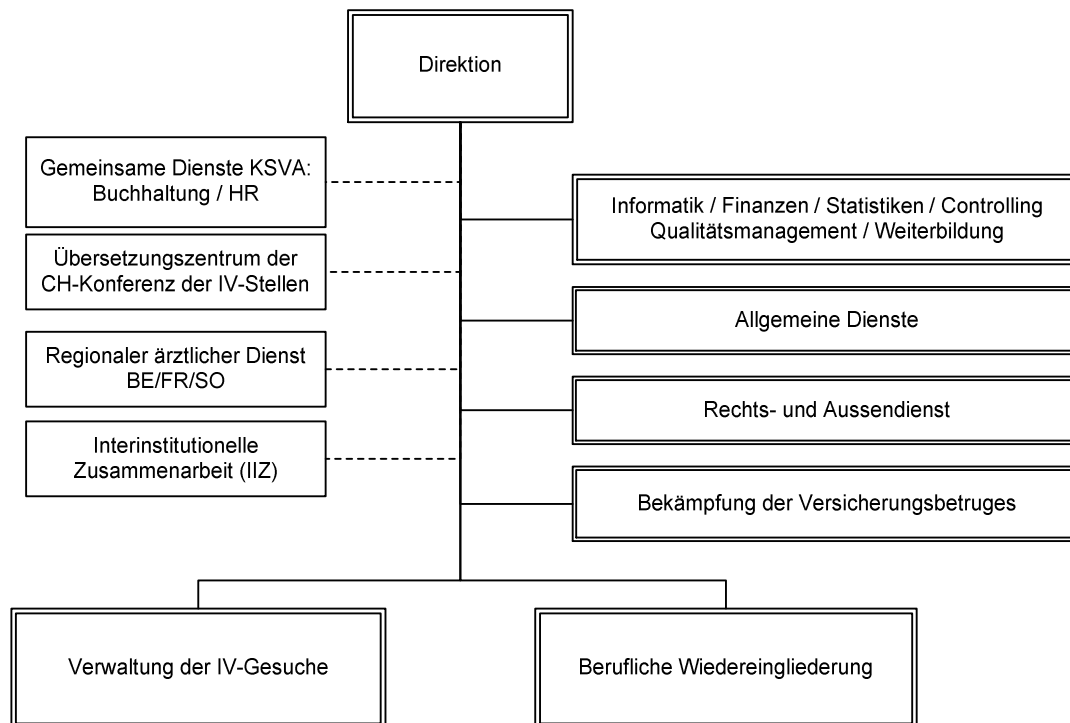 Direktion
Gemeinsame Dienste KSVA:
Buchhaltung / HR
Übersetzungszentrum der
CH-Konferenz der IV-Stellen
Regionaler ärztlicher Dienst
BE/FR/SO
Interinstitutionelle
Zusammenarbeit (IIZ)
Informatik / Finanzen / Statistiken / Controlling
Qualitätsmanagement / Weiterbildung
Allgemeine Dienste
Rechts- und Aussendienst
Bekämpfung der Versicherungsbetruges
Verwaltung der IV-Gesuche
Berufliche Wiedereingliederung